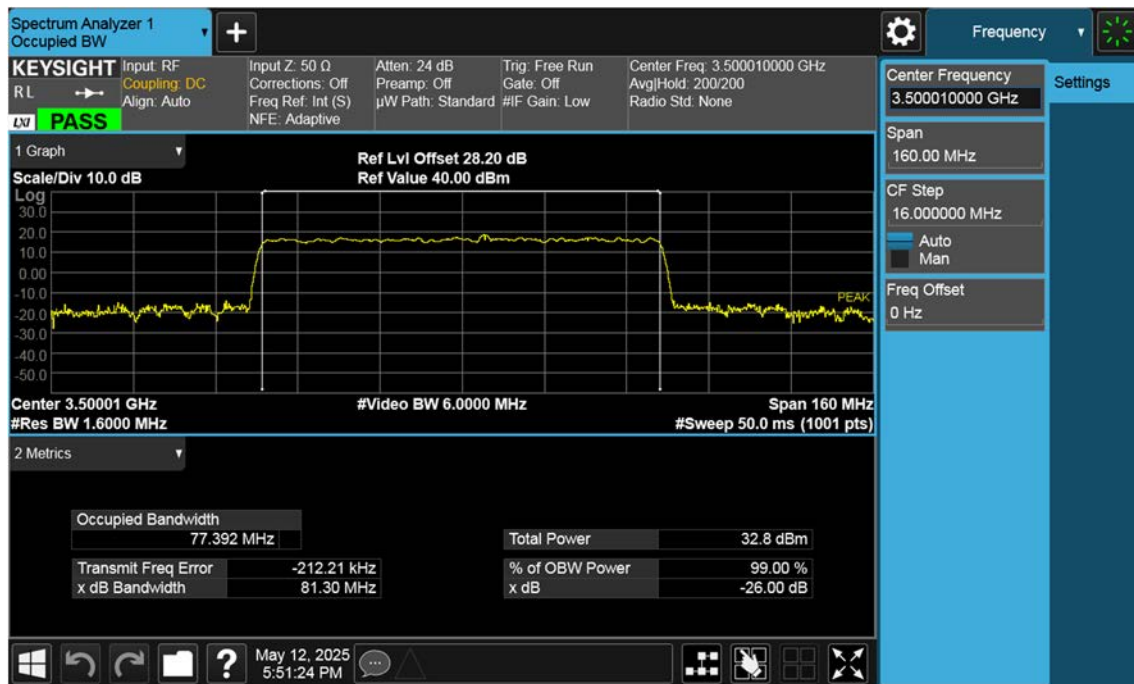 Spectrum Analyzer 1
Occupied BW
+
Frequency
KEYSIGHT
RL
LXI PASS
Input: RF
Coupling: DC
Align: Auto
Input Z: 50 Ω
Corrections: Off
Freq Ref: Int (S)
NFE: Adaptive
Atten: 24 dB
Preamp: Off
µW Path: Standard
Trig: Free Run
Gate: Off
#IF Gain: Low
Center Freq: 3.500010000 GHz
Avg|Hold: 200/200
Radio Std: None
Center Frequency
3.500010000 GHz
Settings
Span
160.00 MHz
CF Step
16.000000 MHz
Auto
Man
Freq Offset
0 Hz
1 Graph
Scale/Div 10.0 dB
Ref Lvl Offset 28.20 dB
Ref Value 40.00 dBm
Log
30.0
20.0
10.0
0.00
-10.0
-20.0
-30.0
-40.0
-50.0
PEAK
Center 3.50001 GHz
#Res BW 1.6000 MHz
#Video BW 6.0000 MHz
Span 160 MHz
#Sweep 50.0 ms (1001 pts)
2 Metrics
Occupied Bandwidth
77.392 MHz
Transmit Freq Error -212.21 kHz
x dB Bandwidth 81.30 MHz
Total Power 32.8 dBm
% of OBW Power 99.00 %
x dB -26.00 dB
?
May 12, 2025
5:51:24 PM